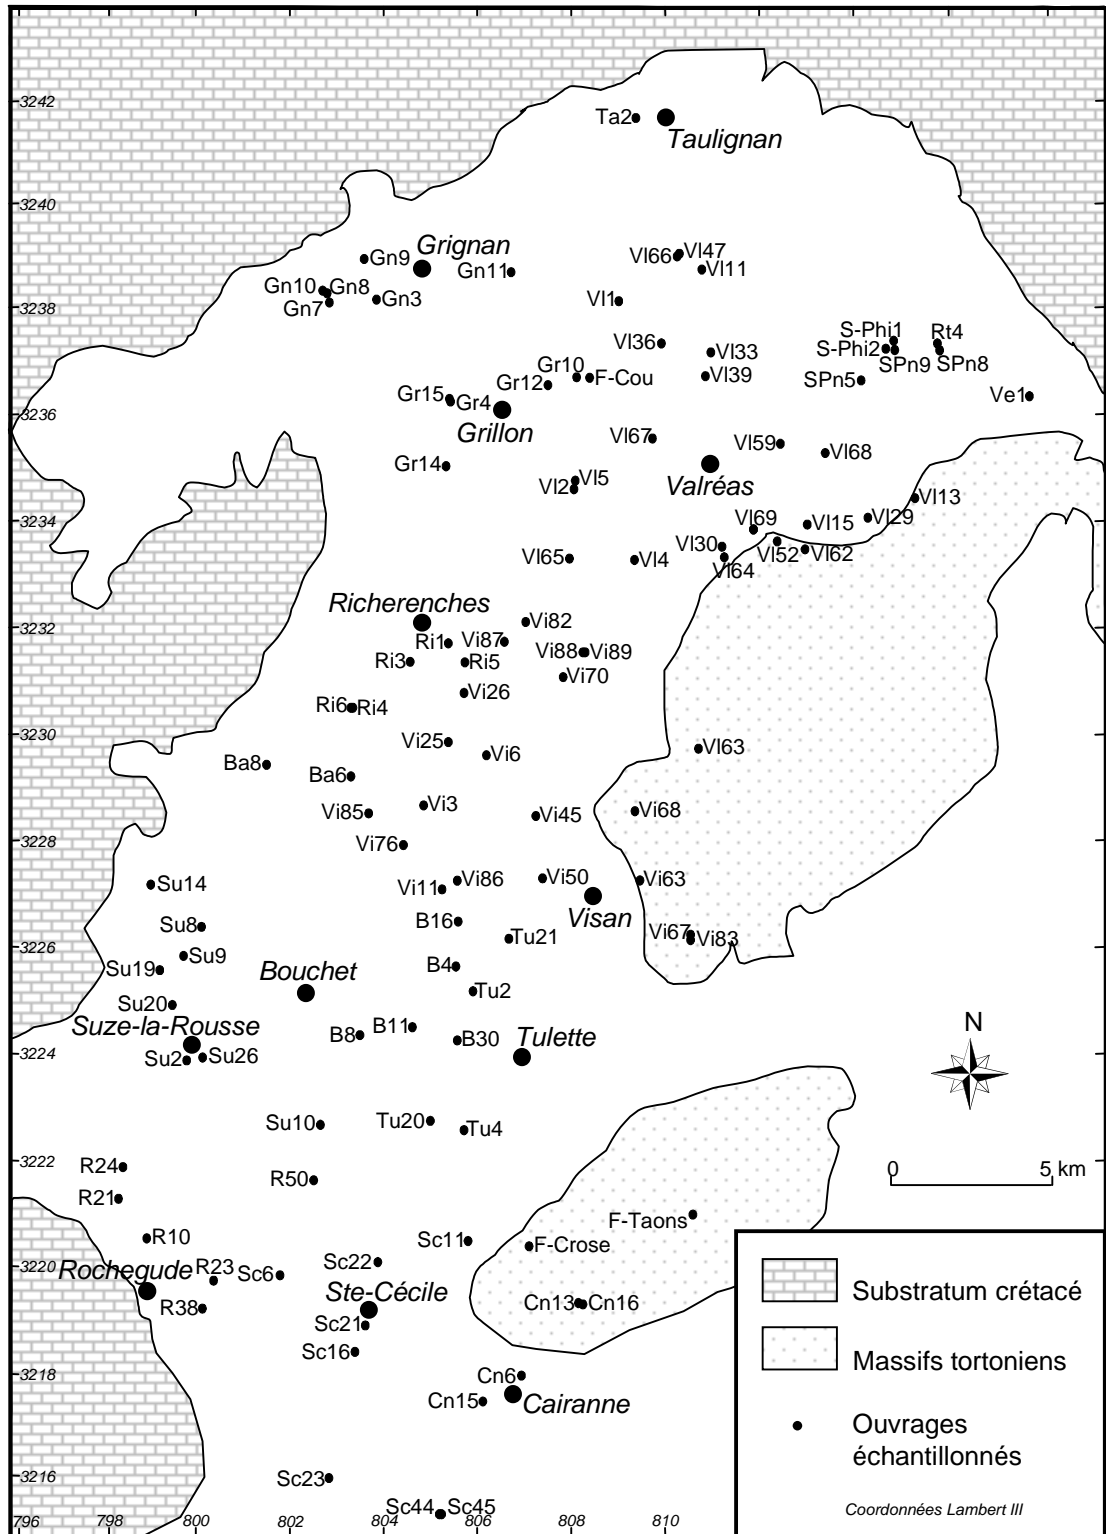 3242
Ta2
Taulignan
3240
Grignan
Gn9
Gn11
Vl66
Vl47
Vl11
Gn10
Gn8
Gn7
Gn3
3238
Vl1
Vl36
Vl33
S-Phi1
S-Phi2
Rt4
SPn9
SPn8
Gr10
F-Cou
Gr12
Vl39
SPn5
Ve1
Gr15
Gr4
3236
Grillon
Vl67
Vl59
Vl68
Gr14
Valréas
Vl5
Vl2
Vl13
3234
Vl69
Vl15
Vl29
Vl30
Vl52
Vl62
Vl64
Vl65
Vl4
Richerenches
3232
Vi82
Ri1
Vi87
Vi88
Vi89
Ri3
Ri5
Vi70
Vi26
Ri6
Ri4
3230
Vi25
Vi6
Vl63
Ba8
Ba6
Vi85
Vi3
Vi45
Vi68
3228
Vi76
Su14
Vi11
Vi86
Vi50
Vi63
Visan
Su8
B16
Tu21
Vi67
Vi83
3226
Su9
Su19
Bouchet
B4
Tu2
Su20
Suze-la-Rousse
B8
B11
B30
Tulette
N
3224
Su2
Su26
Su10
Tu20
Tu4
3222
R24
R21
R50
0
5 km
F-Taons
R10
Sc11
F-Crose
3220
Rochegude
R23
Sc6
Sc22
R38
Ste-Cécile
Cn13
Cn16
Sc21
Sc16
3218
Cn6
Cn15
Cairanne
Substratum crétacé
Massifs tortoniens
Ouvrages
échantillonnés
3216
Sc23
Sc44
Sc45
Coordonnées Lambert III
796
798
800
802
804
806
808
810